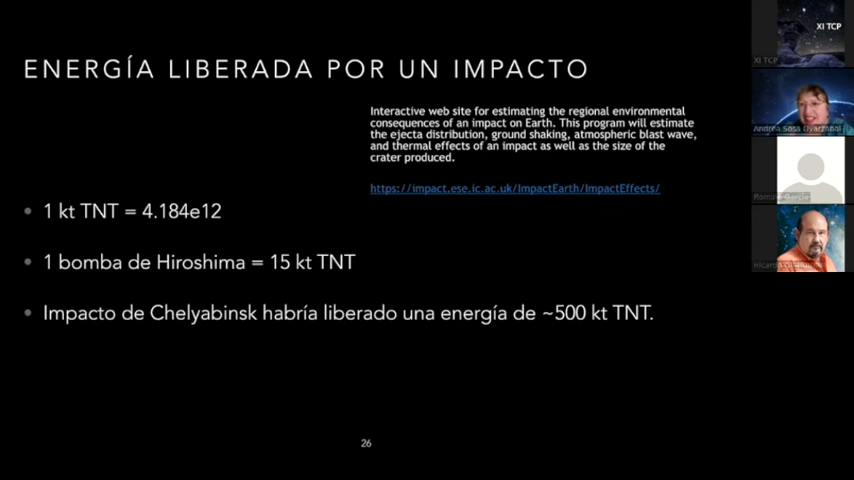 ENERGÍA LIBERADA POR UN IMPACTO
Interactive web site for estimating the regional environmental
consequences of an impact on Earth. This program will estimate
the ejecta distribution, ground shaking, atmospheric blast wave,
and thermal effects of an impact as well as the size of the
crater produced.
https://impact.ese.ic.ac.uk/ImpactEarth/ImpactEffects/
• 1 kt TNT = 4.184e12
• 1 bomba de Hiroshima = 15 kt TNT
• Impacto de Chelyabinsk habría liberado una energía de ~500 kt TNT.
26
XI TCP
XI TCP
Andrea Sosa Oyarzabal